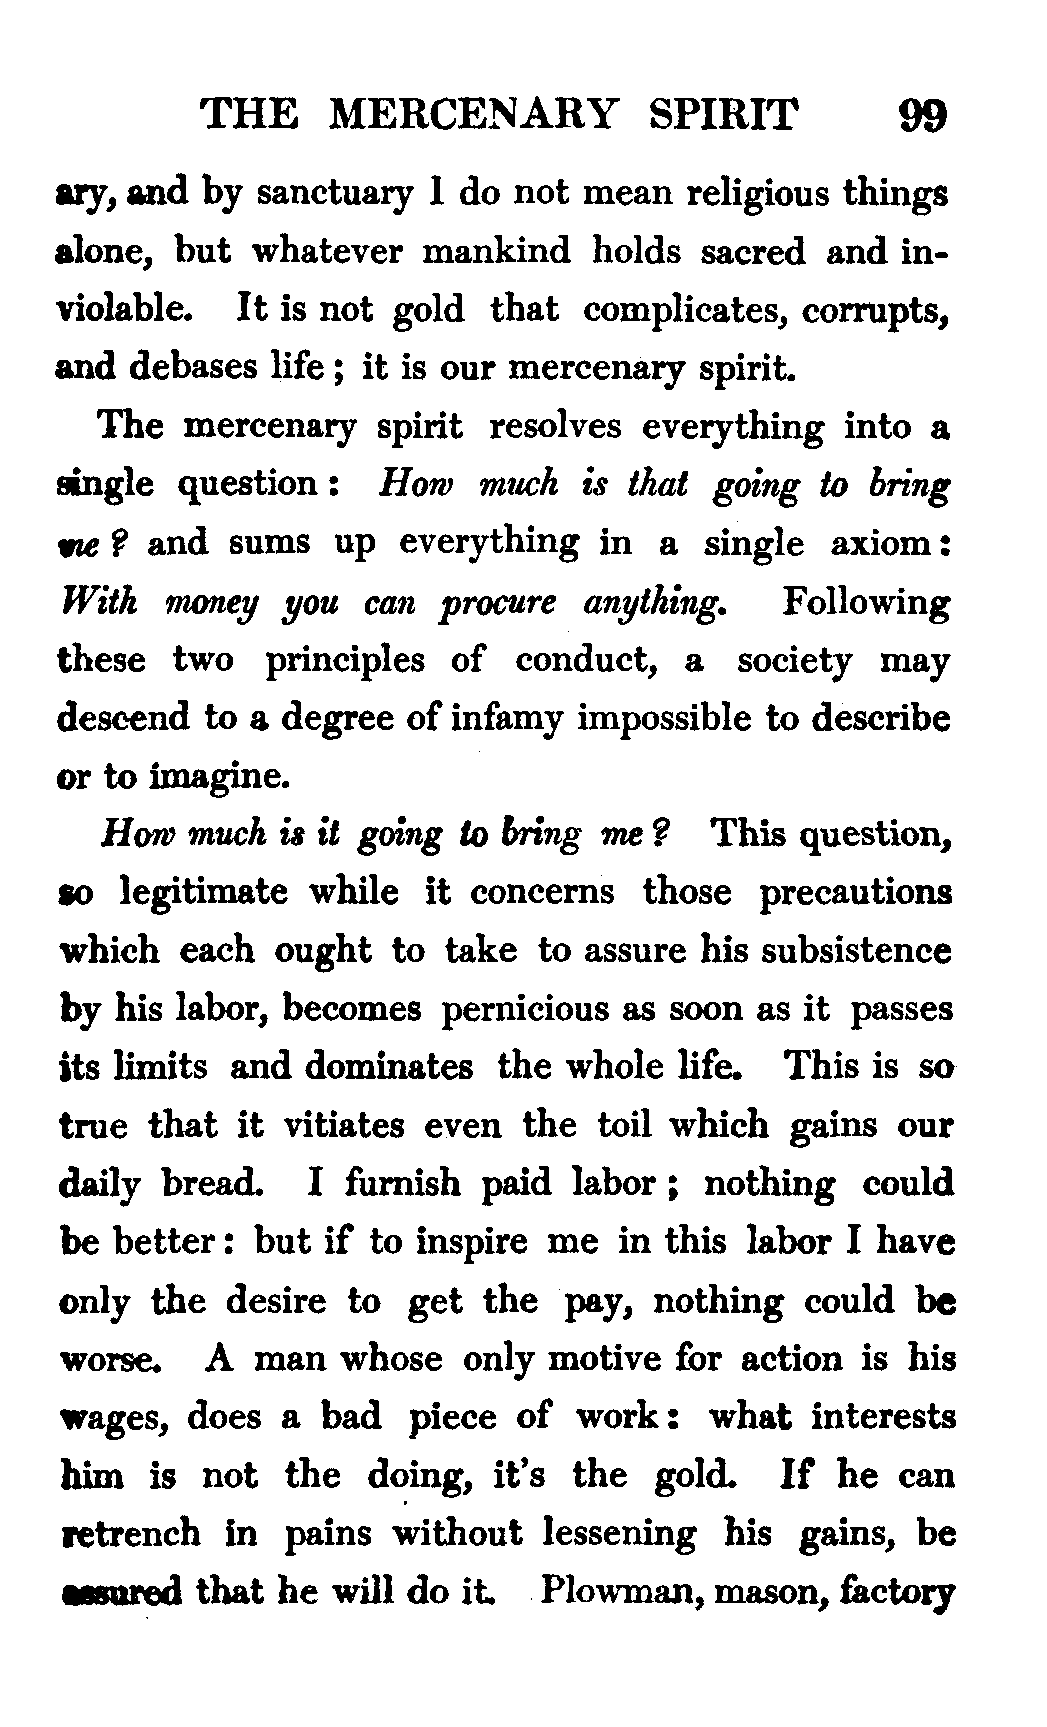 THE MERCENARY SPIRIT 99
ary, and by sanctuary I do not mean religious things
alone, but whatever mankind holds sacred and in-
violable. It is not gold that complicates, corrupts,
and debases life ; it is our mercenary spirit.
The mercenary spirit resolves everything into a
single question : How much is that going to bring
me ? and sums up everything in a single axiom :
With money you can procure anything. Following
these two principles of conduct, a society may
descend to a degree of infamy impossible to describe
or to imagine.
How much is it going to bring me ? This question,
so legitimate while it concerns those precautions
which each ought to take to assure his subsistence
by his labor, becomes pernicious as soon as it passes
its limits and dominates the whole life. This is so
true that it vitiates even the toil which gains our
daily bread. I furnish paid labor ; nothing could
be better : but if to inspire me in this labor I have
only the desire to get the pay, nothing could be
worse. A man whose only motive for action is his
wages, does a bad piece of work : what interests
him is not the doing, it's the gold. If he can
retrench in pains without lessening his gains, be
assured that he will do it. Plowman, mason, factory